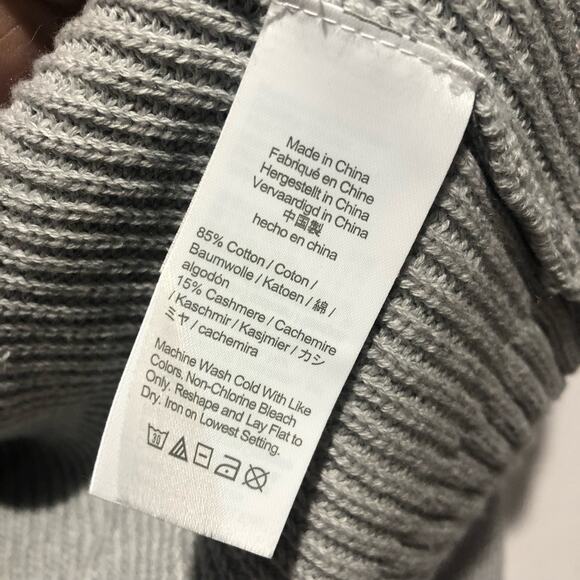 Made in China
Fabriqué en Chine
Hergestellt in China
Vervaardigd in China
中国製
hecho en china
85% Cotton / Coton /
Baumwolle / Katoen / 綿 /
algodón
15% Cashmere / Cachemire
/ Kaschmir / Kasjmier / カシ
ミヤ / cachemira
Machine Wash Cold With Like
Colors, Non-Chlorine Bleach
Only. Reshape and Lay Flat to
Dry. Iron on Lowest Setting.
30